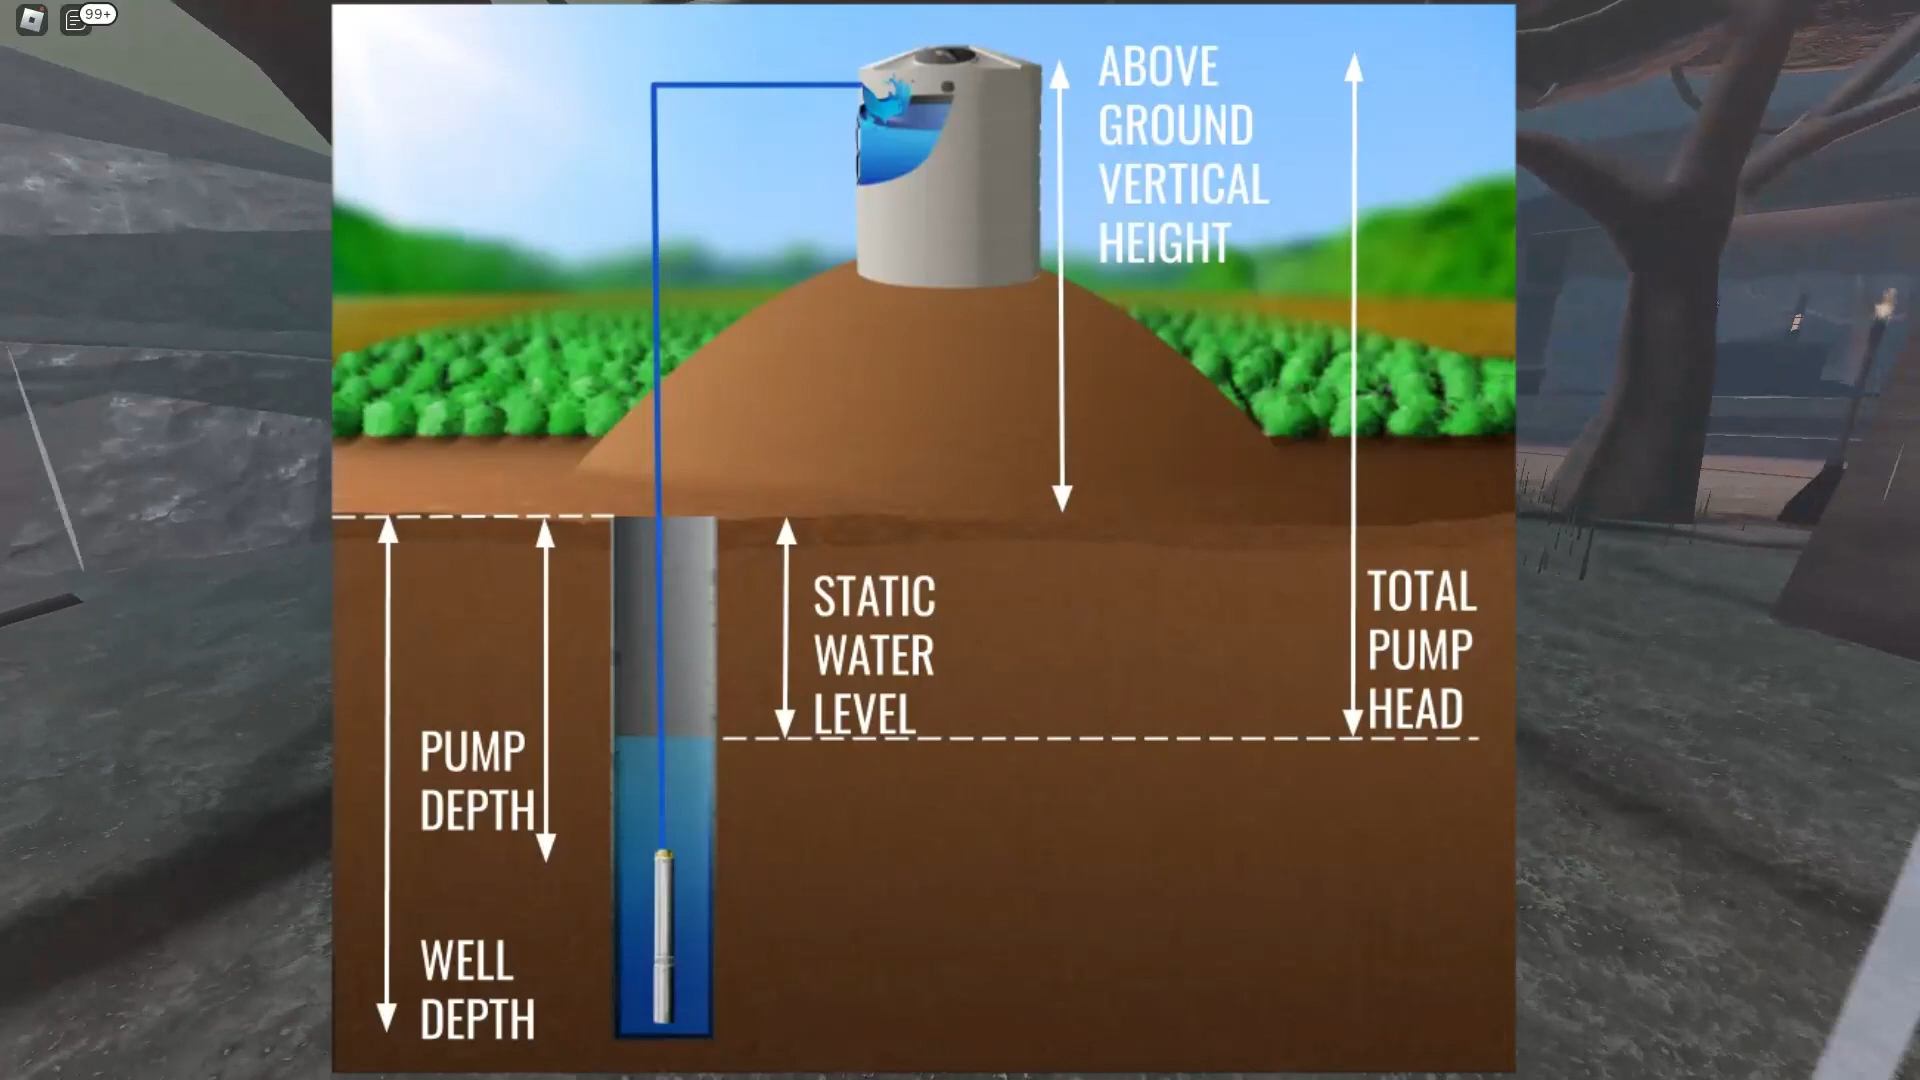 99+
ABOVE
GROUND
VERTICAL
HEIGHT
STATIC
WATER
LEVEL
TOTAL
PUMP
HEAD
PUMP
DEPTH
WELL
DEPTH